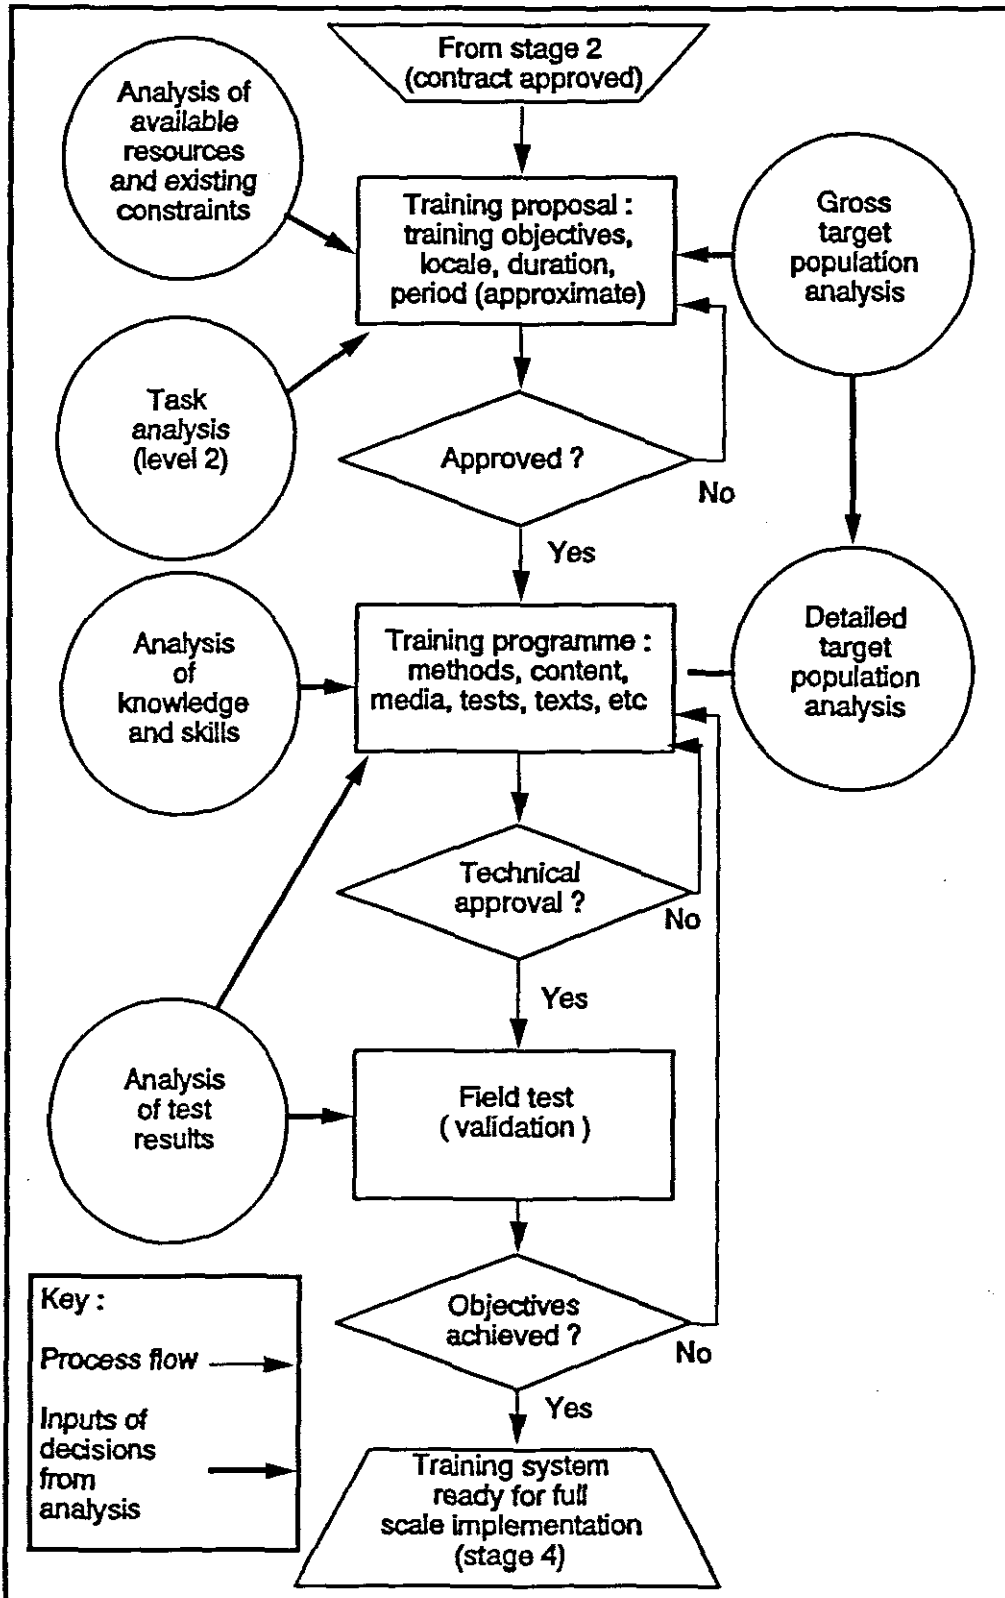 From stage 2
(contract approved)
Analysis of
available
resources
and existing
constraints
Training proposal :
training objectives,
locale, duration,
period (approximate)
Gross
target
population
analysis
Task
analysis
(level 2)
Approved ?
No
Yes
Analysis
of
knowledge
and skills
Training programme :
methods, content,
media, tests, texts, etc
Detailed
target
population
analysis
Technical
approval ?
No
Yes
Analysis
of test
results
Field test
( validation )
Objectives
achieved ?
No
Yes
Key :
Process flow
Inputs of
decisions
from
analysis
Training system
ready for full
scale implementation
(stage 4)